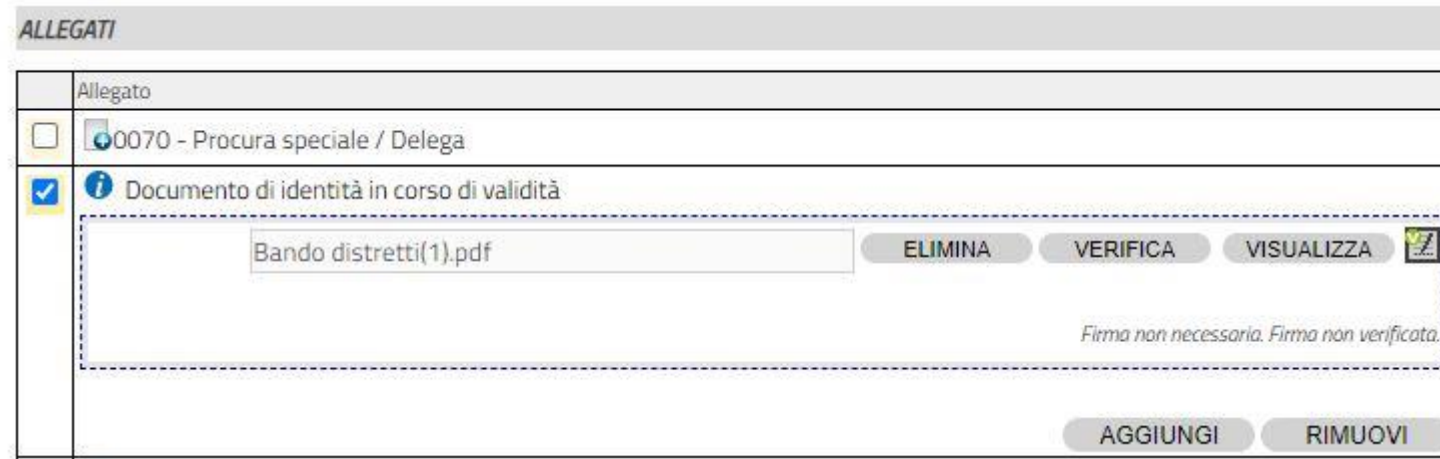 ALLEGATI
Allegato
0070 - Procura speciale / Delega
i Documento di identità in corso di validità
Bando distretti(1).pdf ELIMINA VERIFICA VISUALIZZA
Firma non necessaria. Firma non verificata.
AGGIUNGI RIMUOVI